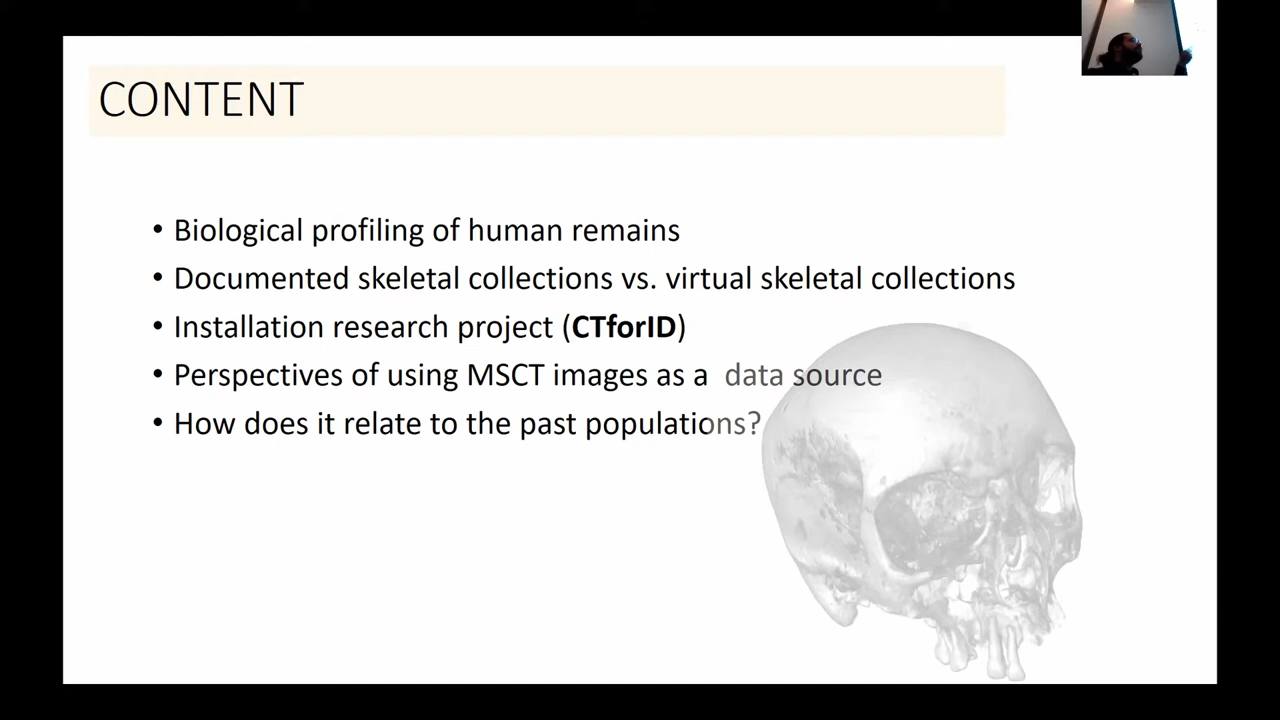 CONTENT
• Biological profiling of human remains
• Documented skeletal collections vs. virtual skeletal collections
• Installation research project (CTforID)
• Perspectives of using MSCT images as a data source
• How does it relate to the past populations?